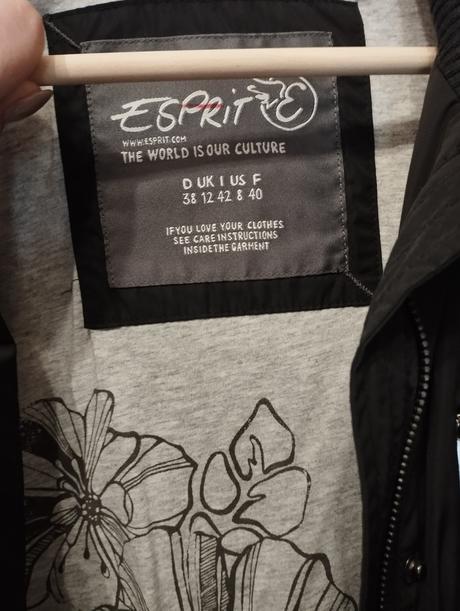 ESPRIT E
WWW.ESPRIT.COM
THE WORLD IS OUR CULTURE
D UK I US F
38 12 42 8 40
IF YOU LOVE YOUR CLOTHES
SEE CARE INSTRUCTIONS
INSIDE THE GARMENT